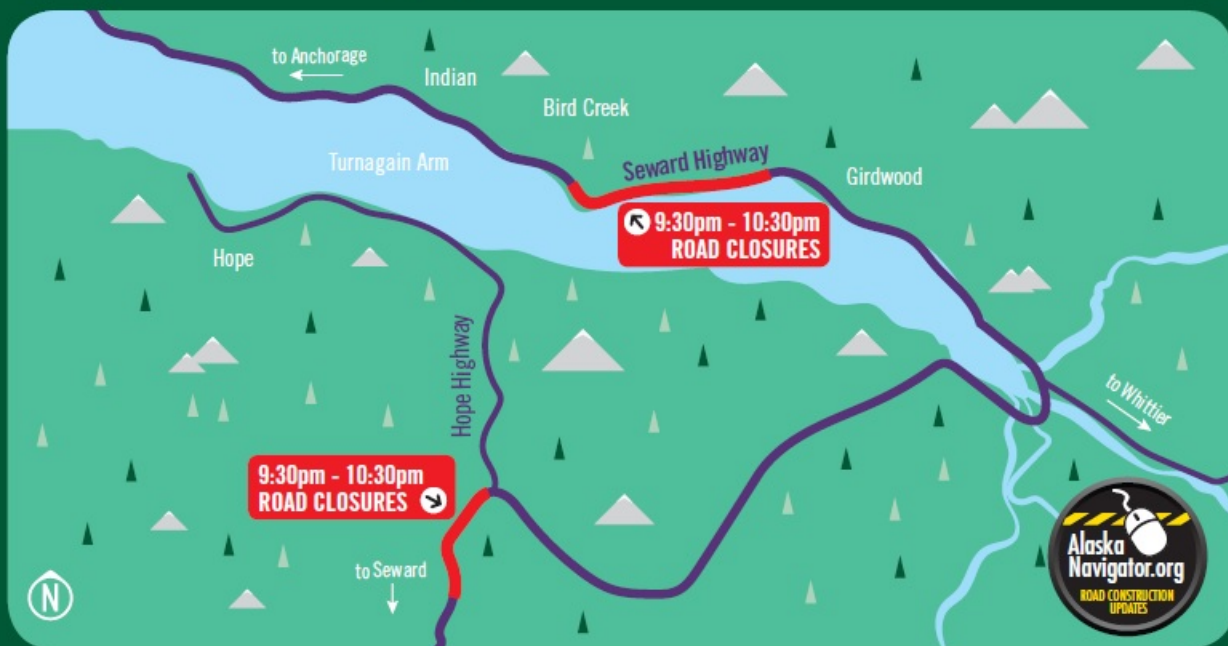 to Anchorage
Indian
Bird Creek
Turnagain Arm
Seward Highway
Girdwood
9:30pm - 10:30pm
ROAD CLOSURES
Hope
Hope Highway
to Whittier
9:30pm - 10:30pm
ROAD CLOSURES
to Seward
N
Alaska
Navigator.org
ROAD CONSTRUCTION
UPDATES